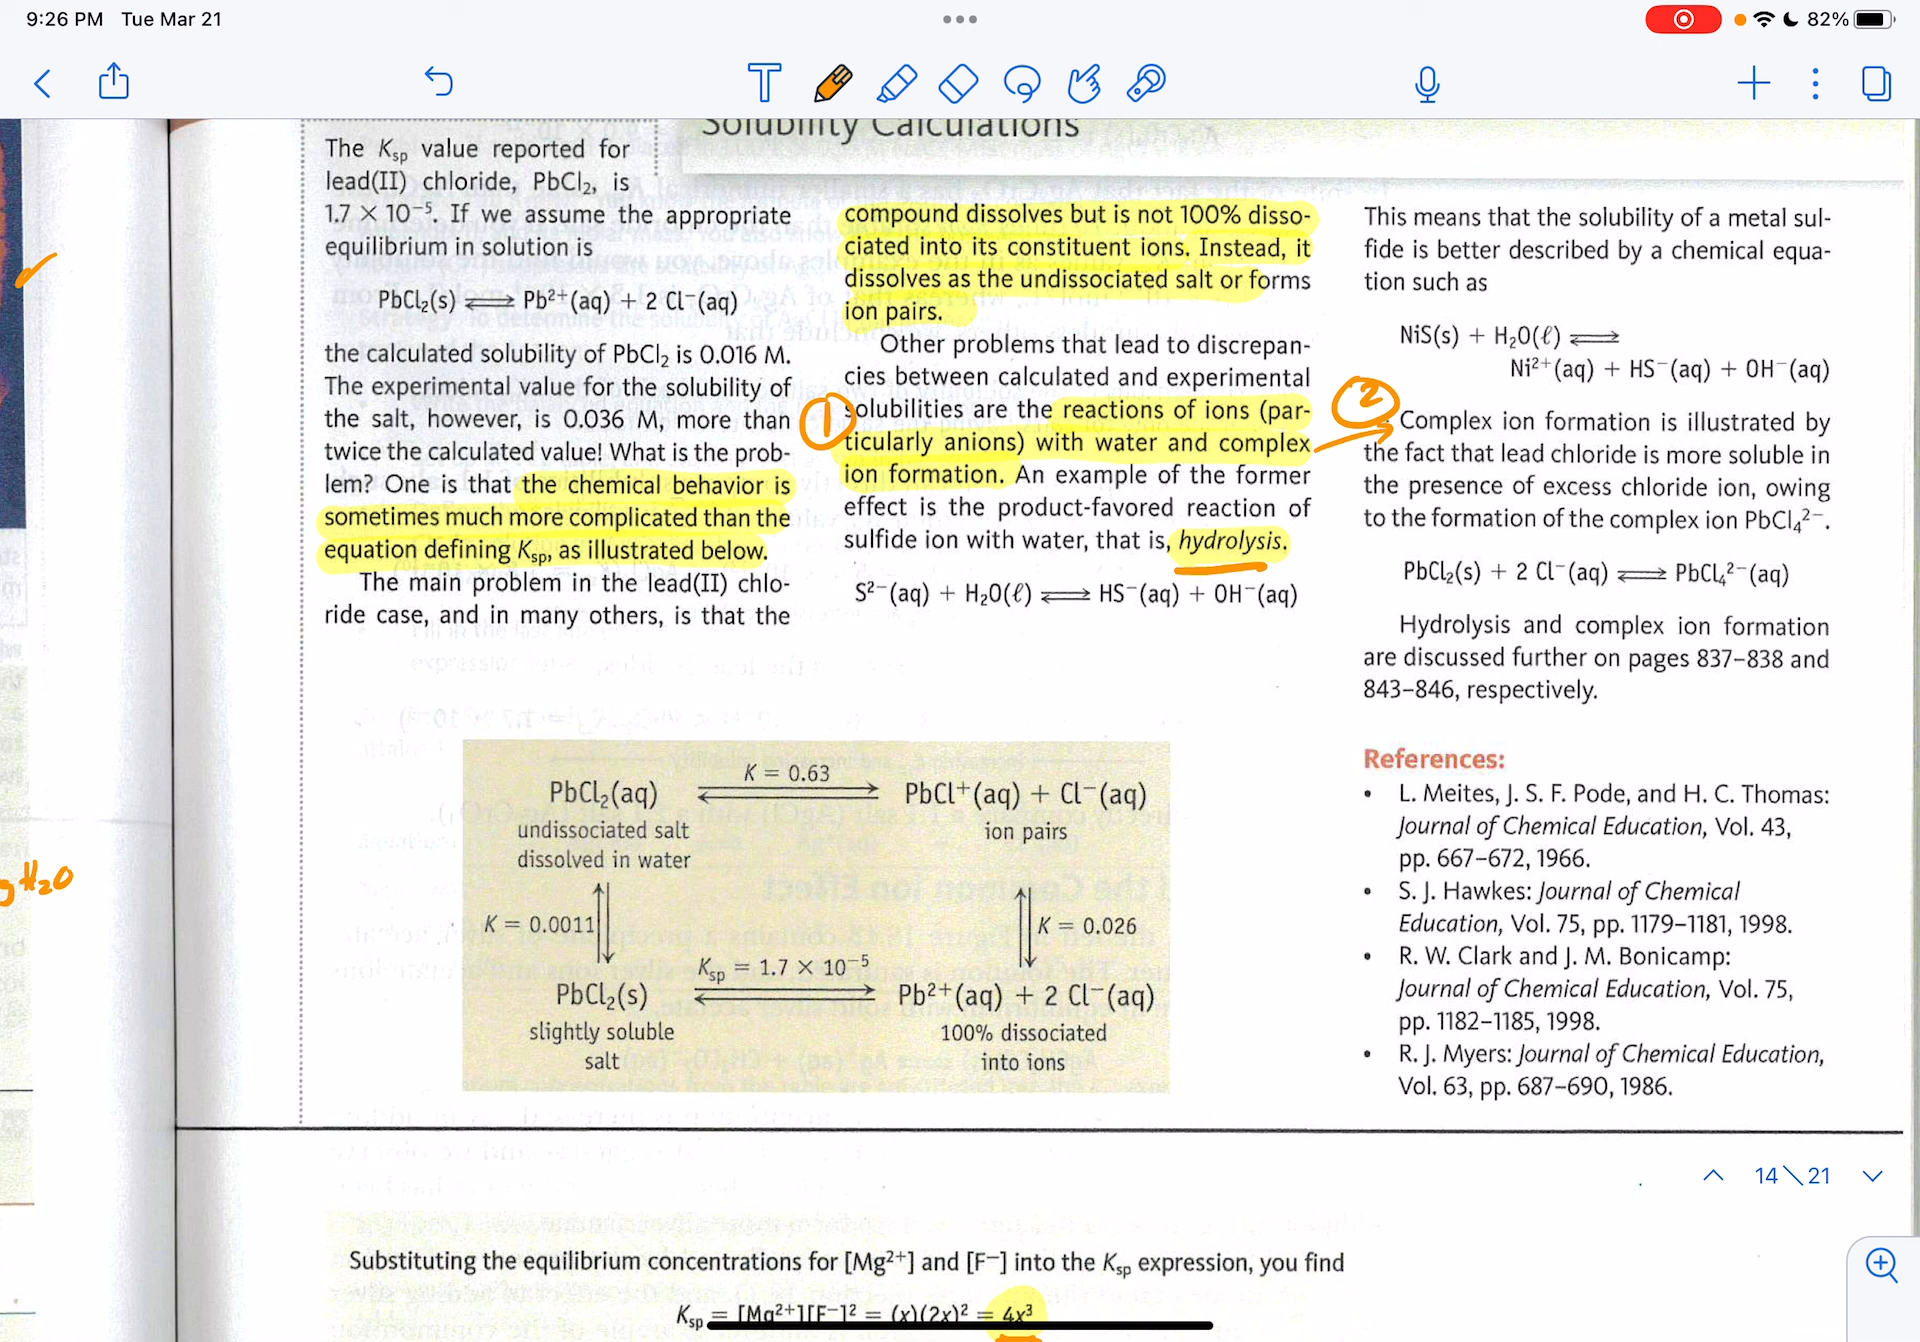 9:26 PM Tue Mar 21
82%
Solubility Calculations
The Ksp value reported for
lead(II) chloride, PbCl₂, is
1.7 × 10⁻⁵. If we assume the appropriate
equilibrium in solution is
PbCl₂(s) ⇌ Pb²⁺(aq) + 2 Cl⁻(aq)
the calculated solubility of PbCl₂ is 0.016 M.
The experimental value for the solubility of
the salt, however, is 0.036 M, more than
twice the calculated value! What is the prob-
lem? One is that the chemical behavior is
sometimes much more complicated than the
equation defining Ksp, as illustrated below.
The main problem in the lead(II) chlo-
ride case, and in many others, is that the
compound dissolves but is not 100% disso-
ciated into its constituent ions. Instead, it
dissolves as the undissociated salt or forms
ion pairs.
Other problems that lead to discrepan-
cies between calculated and experimental
1
solubilities are the reactions of ions (par-
ticularly anions) with water and complex
ion formation. An example of the former
effect is the product-favored reaction of
sulfide ion with water, that is, hydrolysis.
S²⁻(aq) + H₂O(ℓ) ⇌ HS⁻(aq) + OH⁻(aq)
This means that the solubility of a metal sul-
fide is better described by a chemical equa-
tion such as
NiS(s) + H₂O(ℓ) ⇌
Ni²⁺(aq) + HS⁻(aq) + OH⁻(aq)
2
Complex ion formation is illustrated by
the fact that lead chloride is more soluble in
the presence of excess chloride ion, owing
to the formation of the complex ion PbCl₄²⁻.
PbCl₂(s) + 2 Cl⁻(aq) ⇌ PbCl₄²⁻(aq)
Hydrolysis and complex ion formation
are discussed further on pages 837–838 and
843–846, respectively.
References:
• L. Meites, J. S. F. Pode, and H. C. Thomas:
Journal of Chemical Education, Vol. 43,
pp. 667–672, 1966.
• S. J. Hawkes: Journal of Chemical
Education, Vol. 75, pp. 1179–1181, 1998.
• R. W. Clark and J. M. Bonicamp:
Journal of Chemical Education, Vol. 75,
pp. 1182–1185, 1998.
• R. J. Myers: Journal of Chemical Education,
Vol. 63, pp. 687–690, 1986.
K = 0.63
PbCl₂(aq) ⇌ PbCl⁺(aq) + Cl⁻(aq)
undissociated salt
dissolved in water
ion pairs
K = 0.0011
K = 0.026
Ksp = 1.7 × 10⁻⁵
PbCl₂(s) ⇌ Pb²⁺(aq) + 2 Cl⁻(aq)
slightly soluble
salt
100% dissociated
into ions
H₂O
14 \ 21
Substituting the equilibrium concentrations for [Mg²⁺] and [F⁻] into the Ksp expression, you find
Ksp = [Mg²⁺][F⁻]² = (x)(2x)² = 4x³